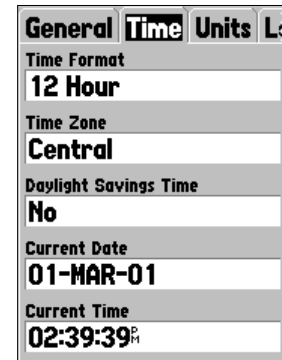 General Time Units
Time Format
12 Hour
Time Zone
Central
Daylight Savings Time
No
Current Date
01-MAR-01
Current Time
02:39:39PM